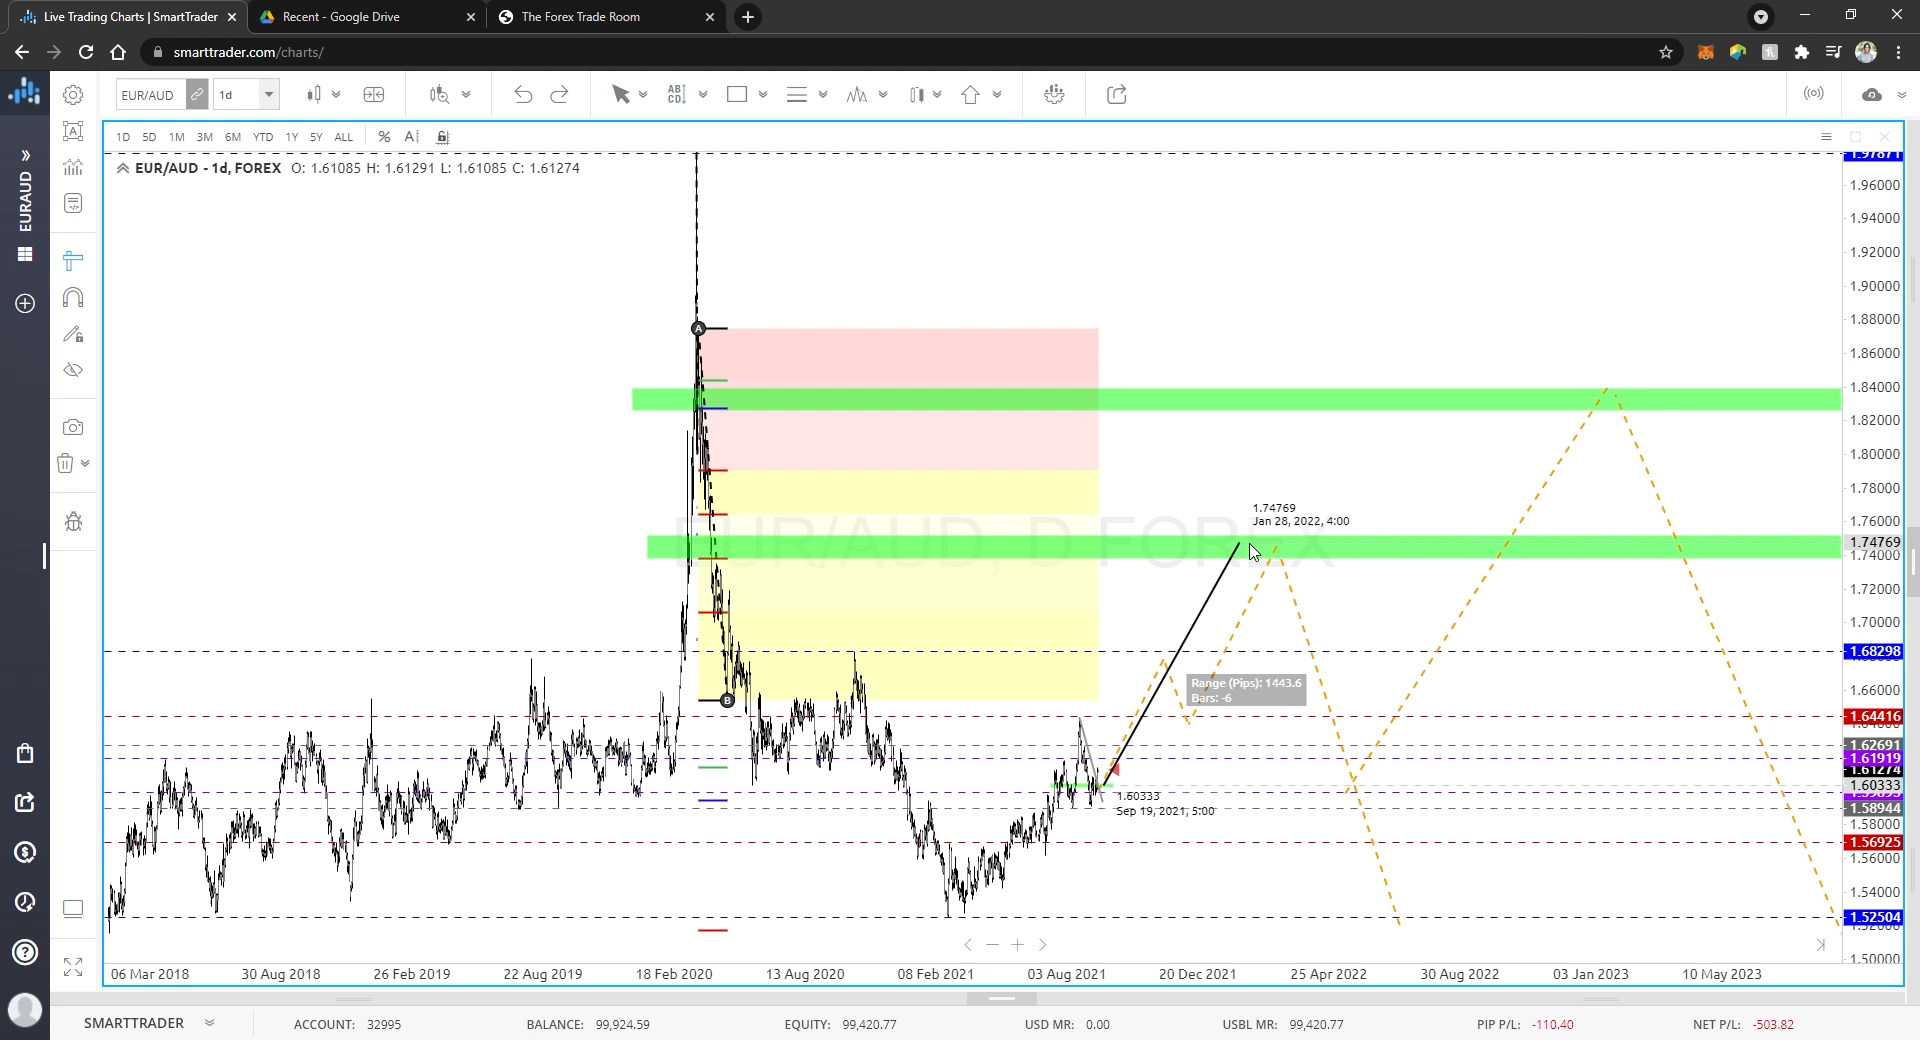 Live Trading Charts | SmartTrader
Recent - Google Drive
The Forex Trade Room
smarttrader.com/charts/
EUR/AUD
1d
AB
CD
EURAUD
1D 5D 1M 3M 6M YTD 1Y 5Y ALL % A
EUR/AUD - 1d, FOREX O: 1.61085 H: 1.61291 L: 1.61085 C: 1.61274
EUR/AUD, D FOREX
A
B
1.74769
Jan 28, 2022, 4:00
Range (Pips): 1443.6
Bars: -6
1.60333
Sep 19, 2021, 5:00
1.97871
1.96000
1.94000
1.92000
1.90000
1.88000
1.86000
1.84000
1.82000
1.80000
1.78000
1.76000
1.74769
1.74000
1.72000
1.70000
1.68298
1.66000
1.64416
1.62691
1.61919
1.61274
1.60333
1.58944
1.58000
1.56925
1.56000
1.54000
1.52504
1.50000
06 Mar 2018 30 Aug 2018 26 Feb 2019 22 Aug 2019 18 Feb 2020 13 Aug 2020 08 Feb 2021 03 Aug 2021 20 Dec 2021 25 Apr 2022 30 Aug 2022 03 Jan 2023 10 May 2023
SMARTTRADER ACCOUNT: 32995 BALANCE: 99,924.59 EQUITY: 99,420.77 USD MR: 0.00 USBL MR: 99,420.77 PIP P/L: -110.40 NET P/L: -503.82